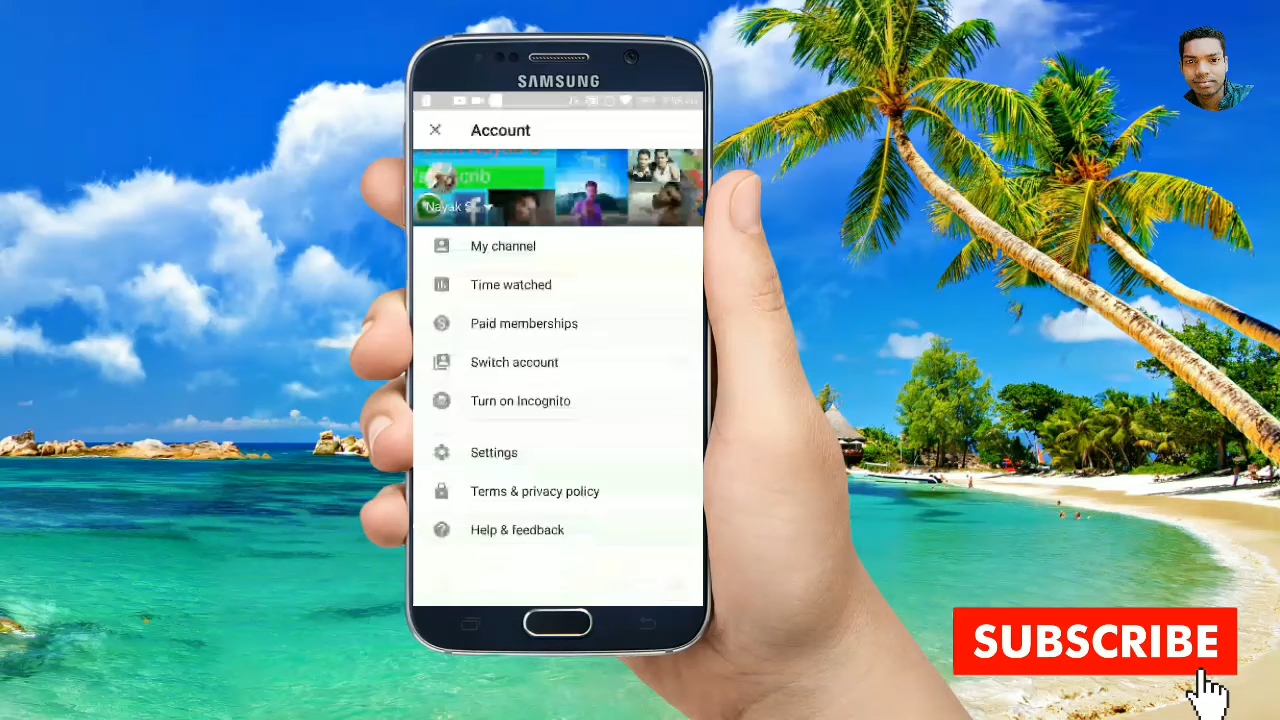 SAMSUNG
Account
Nayak S
My channel
Time watched
Paid memberships
Switch account
Turn on Incognito
Settings
Terms & privacy policy
Help & feedback
SUBSCRIBE